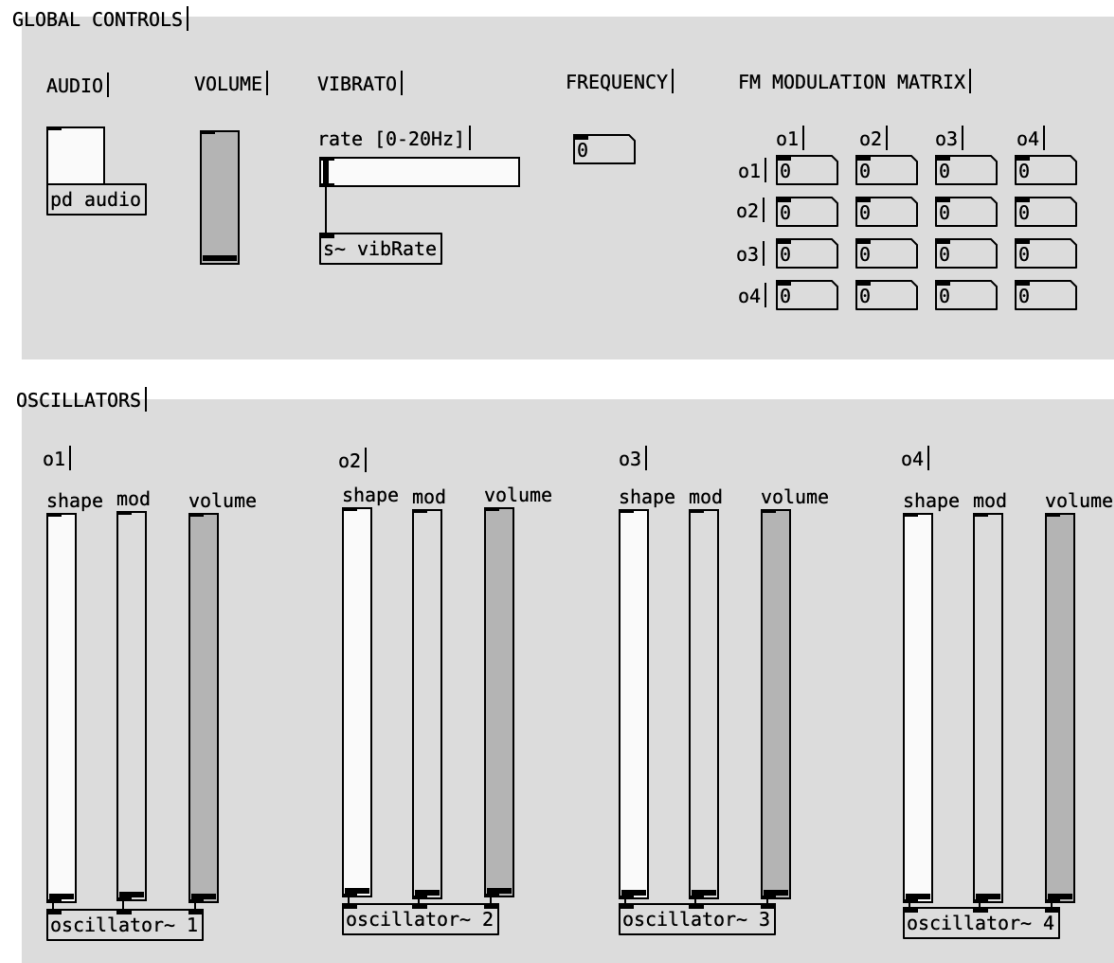 GLOBAL CONTROLS
AUDIO VOLUME VIBRATO FREQUENCY FM MODULATION MATRIX
rate [0-20Hz] o1 o2 o3 o4
0
o1 0 0 0 0
pd audio
o2 0 0 0 0
s~ vibRate
o3 0 0 0 0
o4 0 0 0 0
OSCILLATORS
o1 o2 o3 o4
shape mod volume shape mod volume shape mod volume shape mod volume
oscillator~ 1 oscillator~ 2 oscillator~ 3 oscillator~ 4